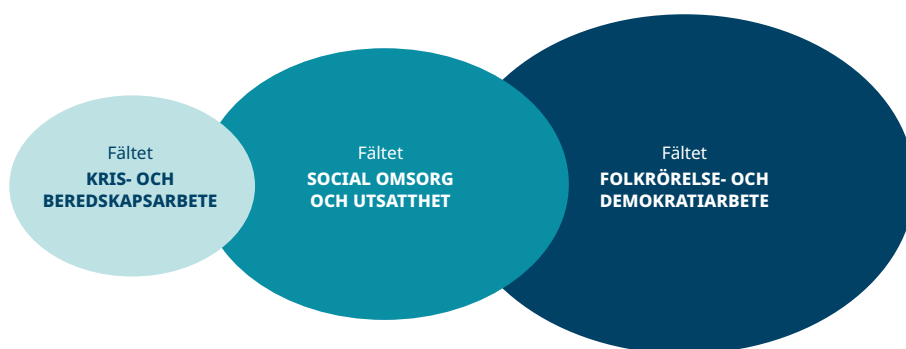 Fältet
KRIS- OCH
BEREDSKAPSARBETE
Fältet
SOCIAL OMSORG
OCH UTSATTHET
Fältet
FOLKRÖRELSE- OCH
DEMOKRATIARBETE